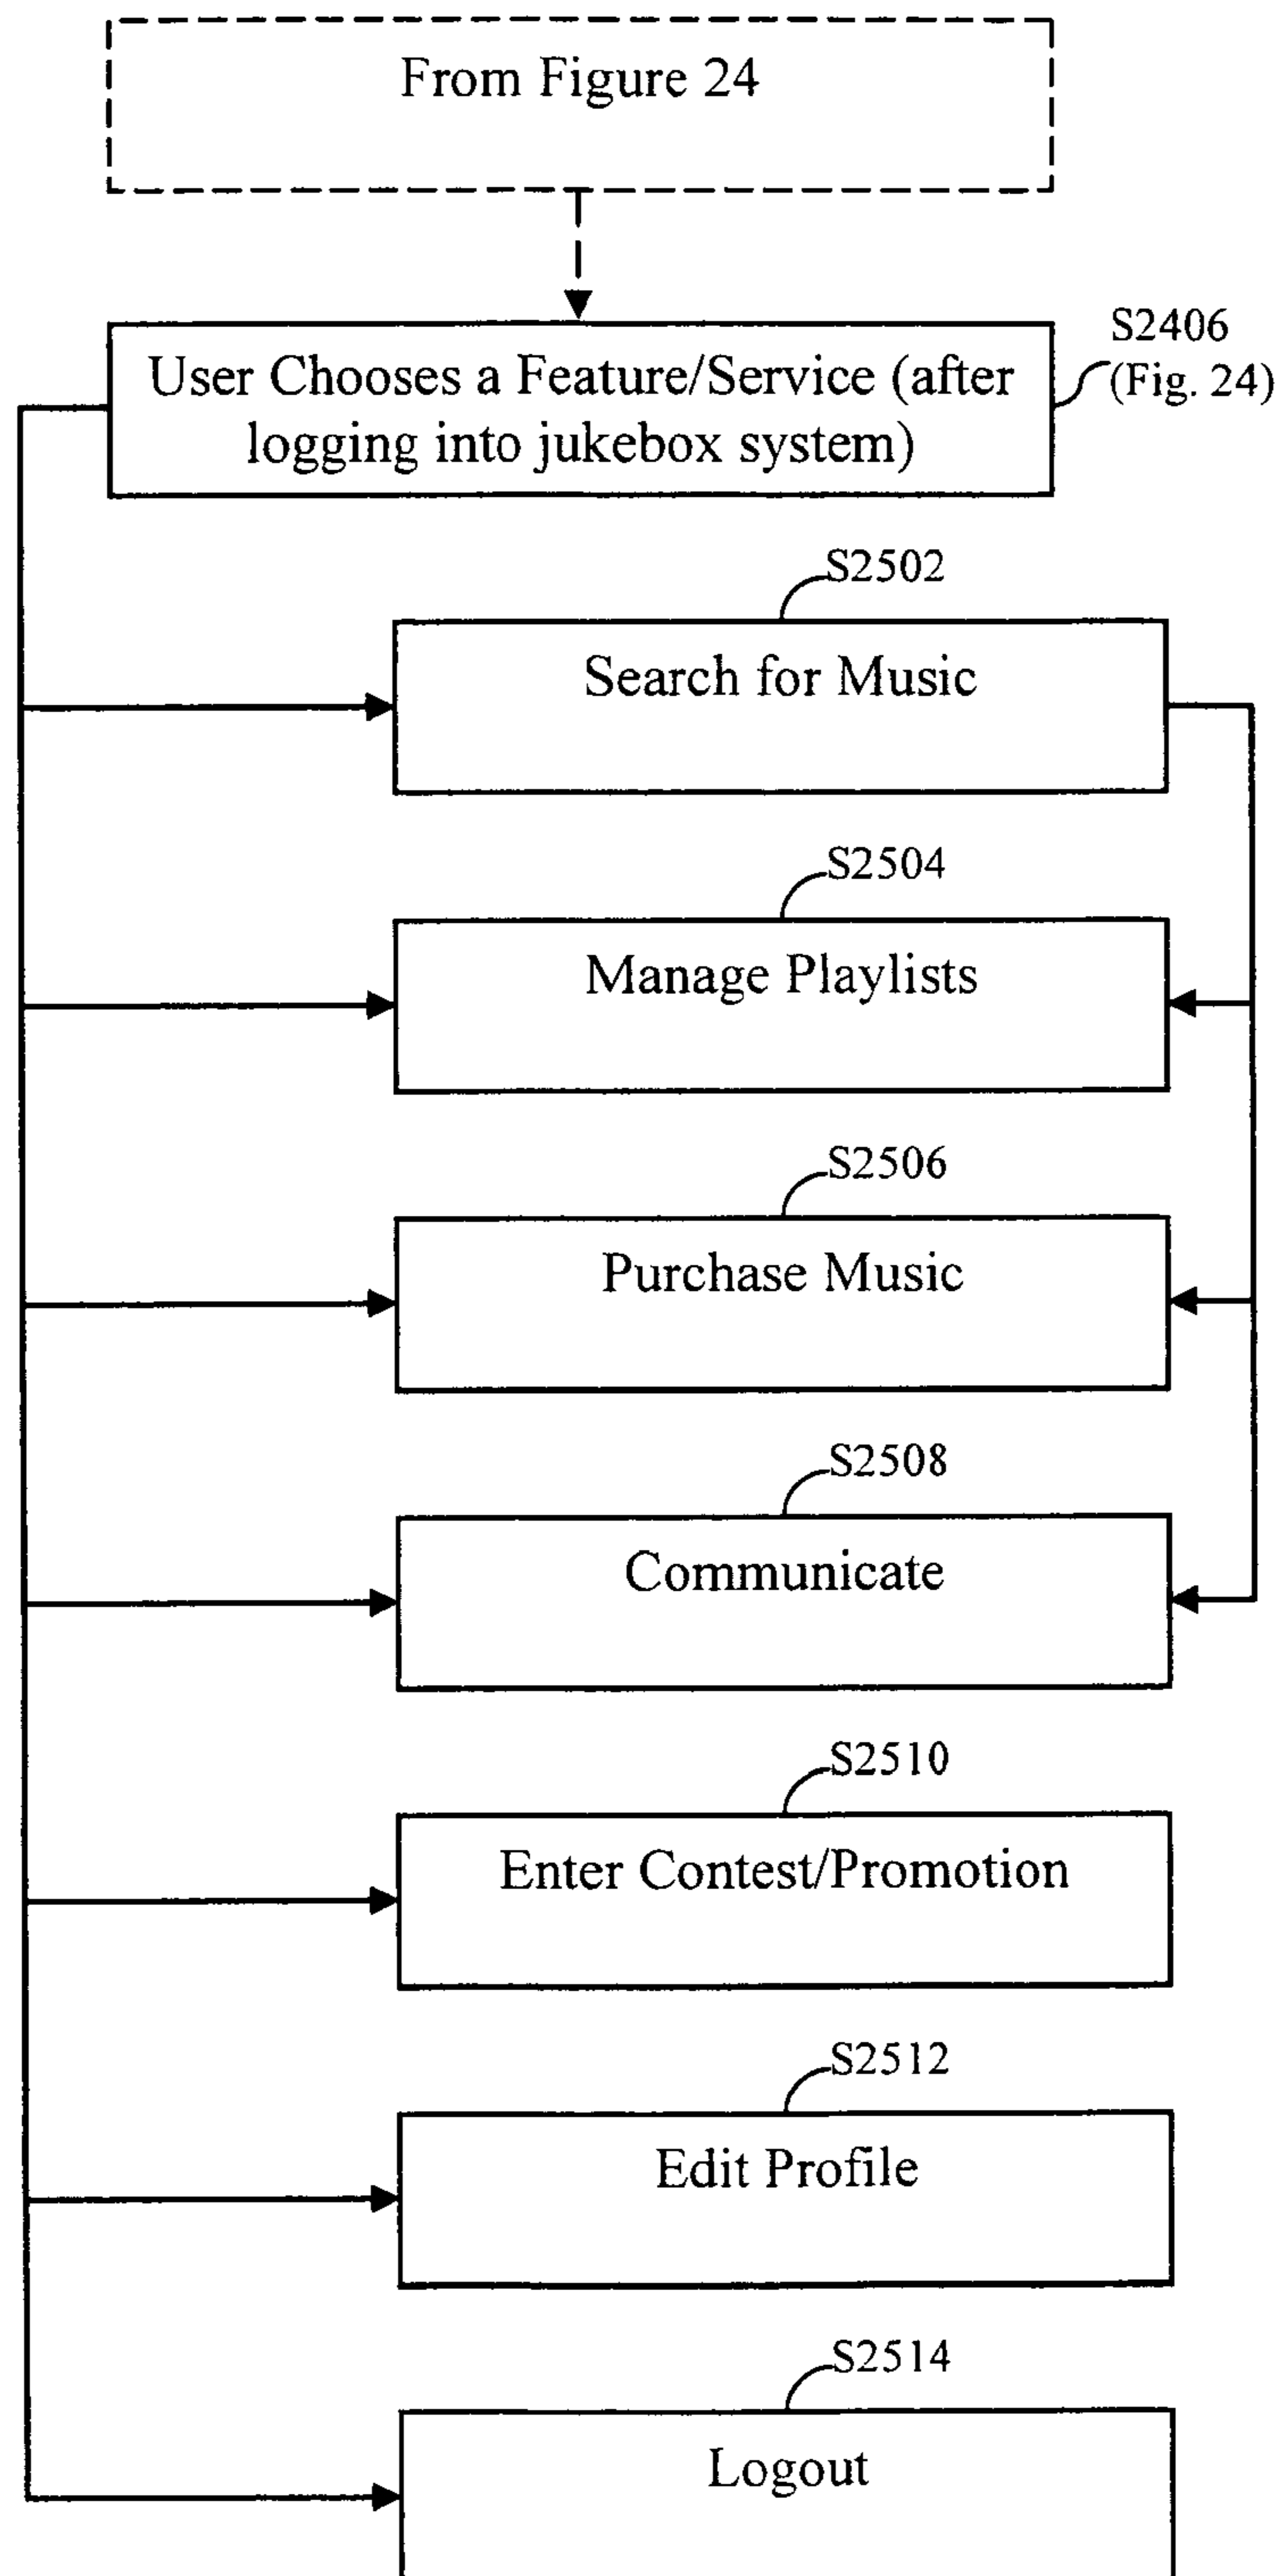 From Figure 24
User Chooses a Feature/Service (after
logging into jukebox system)
S2406
(Fig. 24)
S2502
Search for Music
S2504
Manage Playlists
S2506
Purchase Music
S2508
Communicate
S2510
Enter Contest/Promotion
S2512
Edit Profile
S2514
Logout